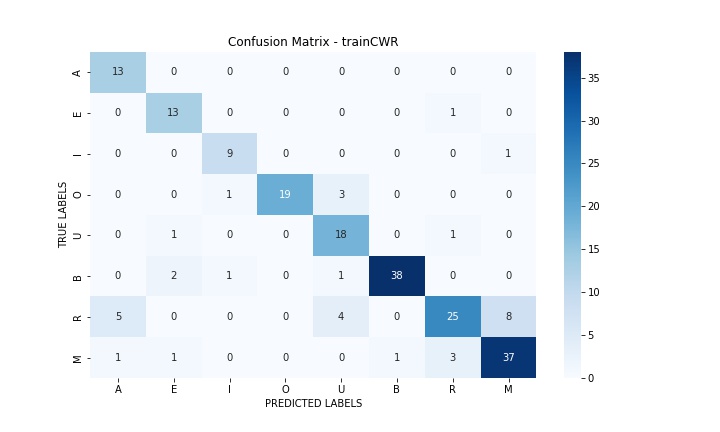 Confusion Matrix - trainCWR
A 13 0 0 0 0 0 0 0
E 0 13 0 0 0 0 1 0
I 0 0 9 0 0 0 0 1
O 0 0 1 19 3 0 0 0
U 0 1 0 0 18 0 1 0
B 0 2 1 0 1 38 0 0
R 5 0 0 0 4 0 25 8
M 1 1 0 0 0 1 3 37
A E I O U B R M
TRUE LABELS
PREDICTED LABELS
35
30
25
20
15
10
5
0